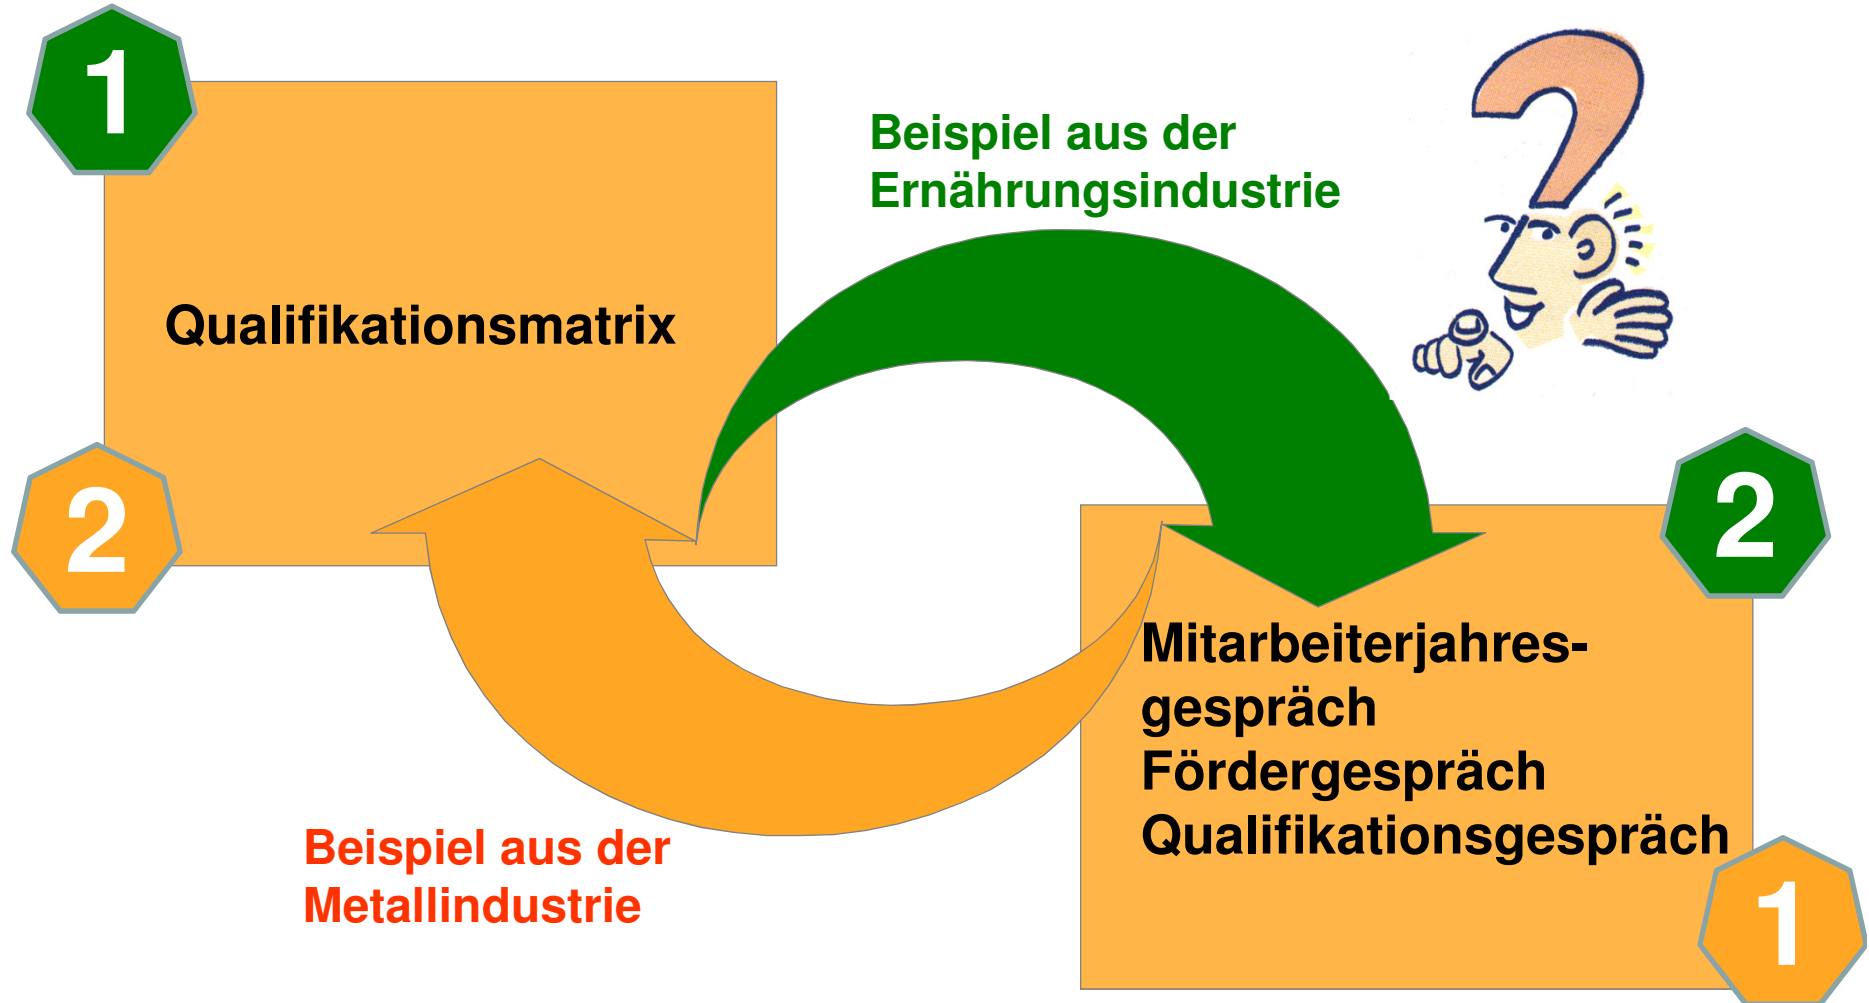 1
Beispiel aus der
Ernährungsindustrie
Qualifikationsmatrix
2
2
Mitarbeiterjahres-
gespräch
Fördergespräch
Qualifikationsgespräch
Beispiel aus der
Metallindustrie
1